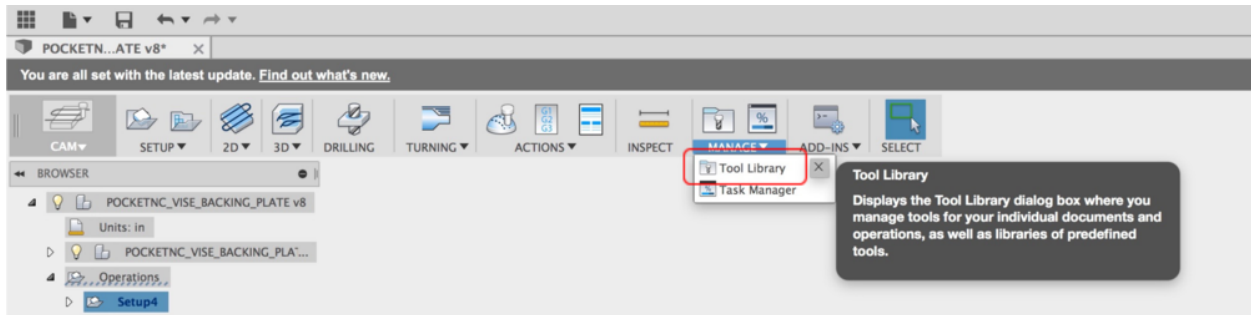 POCKETN...ATE v8*
You are all set with the latest update. Find out what's new.
G1
G2
G3
%
CAM
SETUP
2D
3D
DRILLING
TURNING
ACTIONS
INSPECT
MANAGE
ADD-INS
SELECT
BROWSER
Tool Library
Task Manager
Tool Library
Displays the Tool Library dialog box where you
manage tools for your individual documents and
operations, as well as libraries of predefined
tools.
POCKETNC_VISE_BACKING_PLATE v8
Units: in
POCKETNC_VISE_BACKING_PLA"...
Operations
Setup4